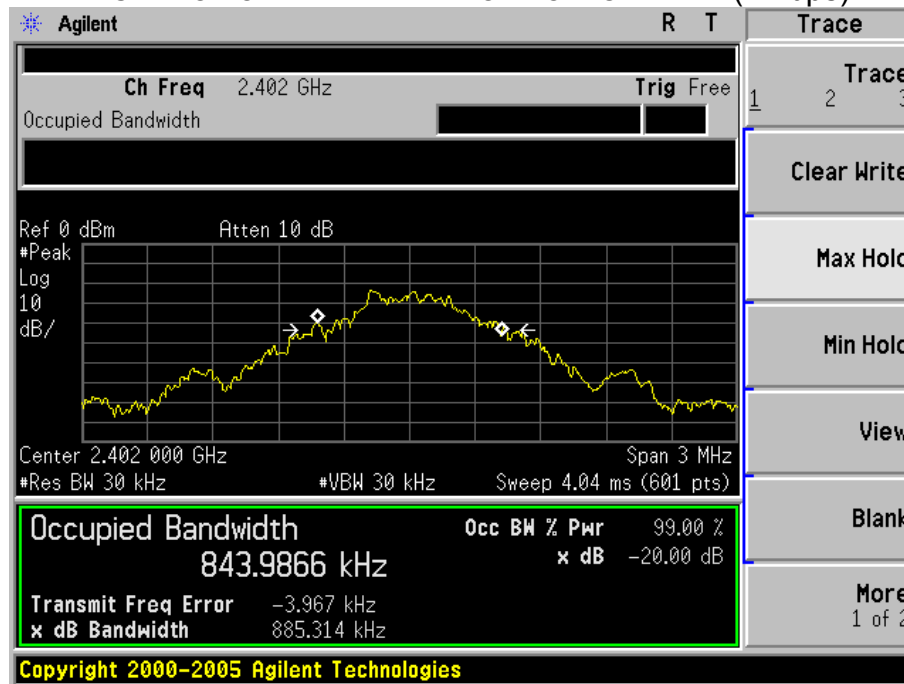 Agilent R T Trace
Ch Freq 2.402 GHz Trig Free
Occupied Bandwidth
Trace
1 2 3
Clear Write
Max Hold
Min Hold
View
Blank
More
1 of 2
Ref 0 dBm Atten 10 dB
#Peak
Log
10
dB/
Center 2.402 000 GHz Span 3 MHz
#Res BW 30 kHz #VBW 30 kHz Sweep 4.04 ms (601 pts)
Occupied Bandwidth Occ BW % Pwr 99.00 %
843.9866 kHz x dB -20.00 dB
Transmit Freq Error -3.967 kHz
x dB Bandwidth 885.314 kHz
Copyright 2000-2005 Agilent Technologies